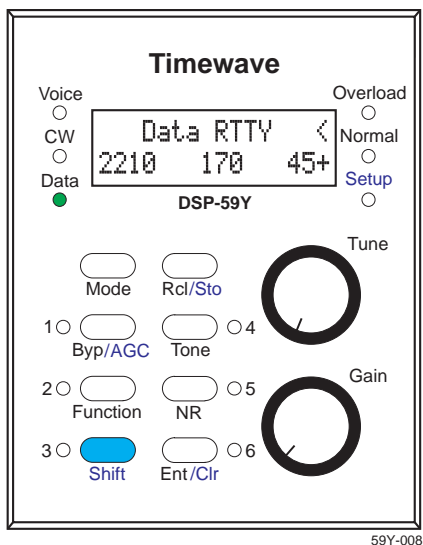 Timewave
Voice
CW
Data
Data RTTY <
2210 170 45+
Overload
Normal
Setup
DSP-59Y
Mode
Rcl/Sto
Tune
1
Byp/AGC
Tone
4
2
Function
NR
5
Gain
3
Shift
Ent/Clr
6
59Y-008